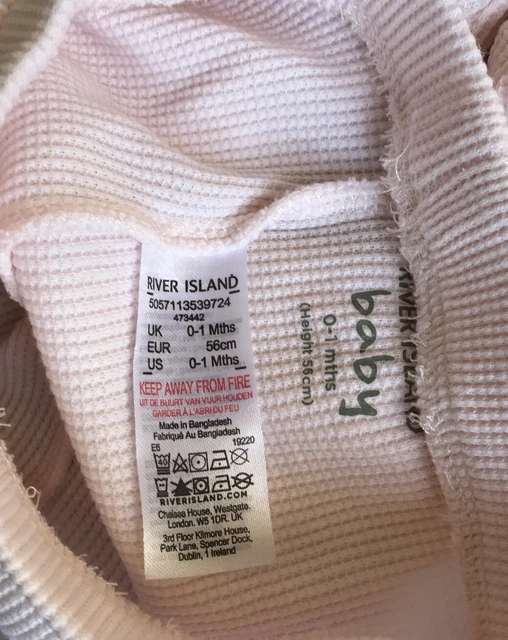 RIVER ISLAND
5057113539724
473442
UK 0-1 Mths
EUR 56cm
US 0-1 Mths
KEEP AWAY FROM FIRE
UIT DE BUURT VAN VUUR HOUDEN
GARDER À L'ABRI DU FEU
Made in Bangladesh
Fabriqué Au Bangladesh
E6 19220
40
40
RIVERISLAND.COM
Chelsea House, Westgate,
London. W5 1DR. UK
3rd Floor Kilmore House,
Park Lane, Spencer Dock,
Dublin, 1 Ireland
RIVER ISLAND
baby
0-1 mths
(Height 56cm)